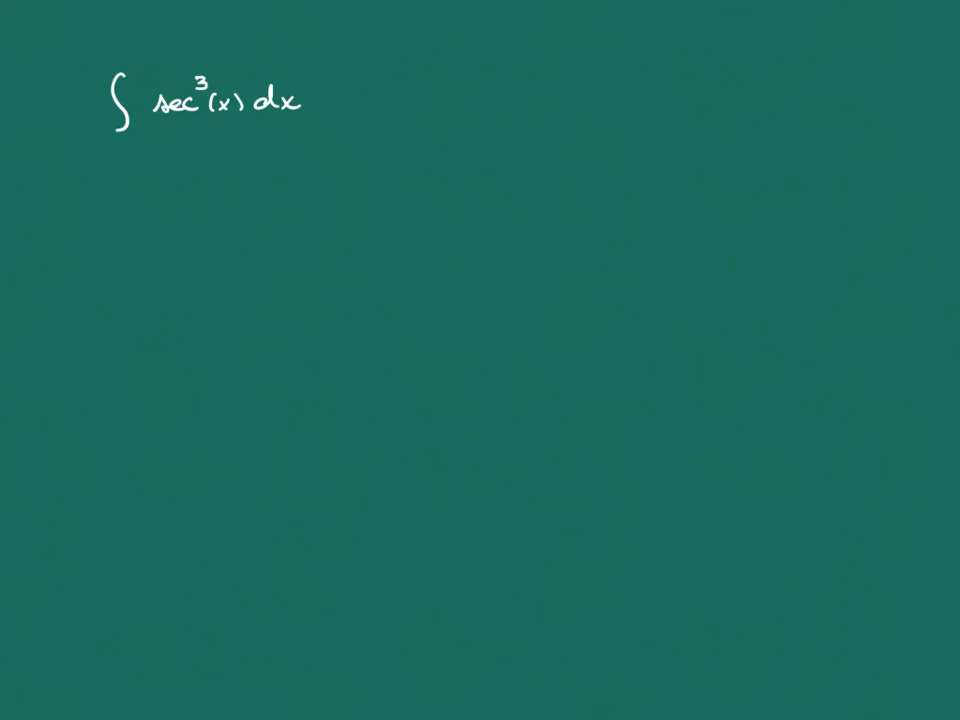 ∫ sec³(x) dx